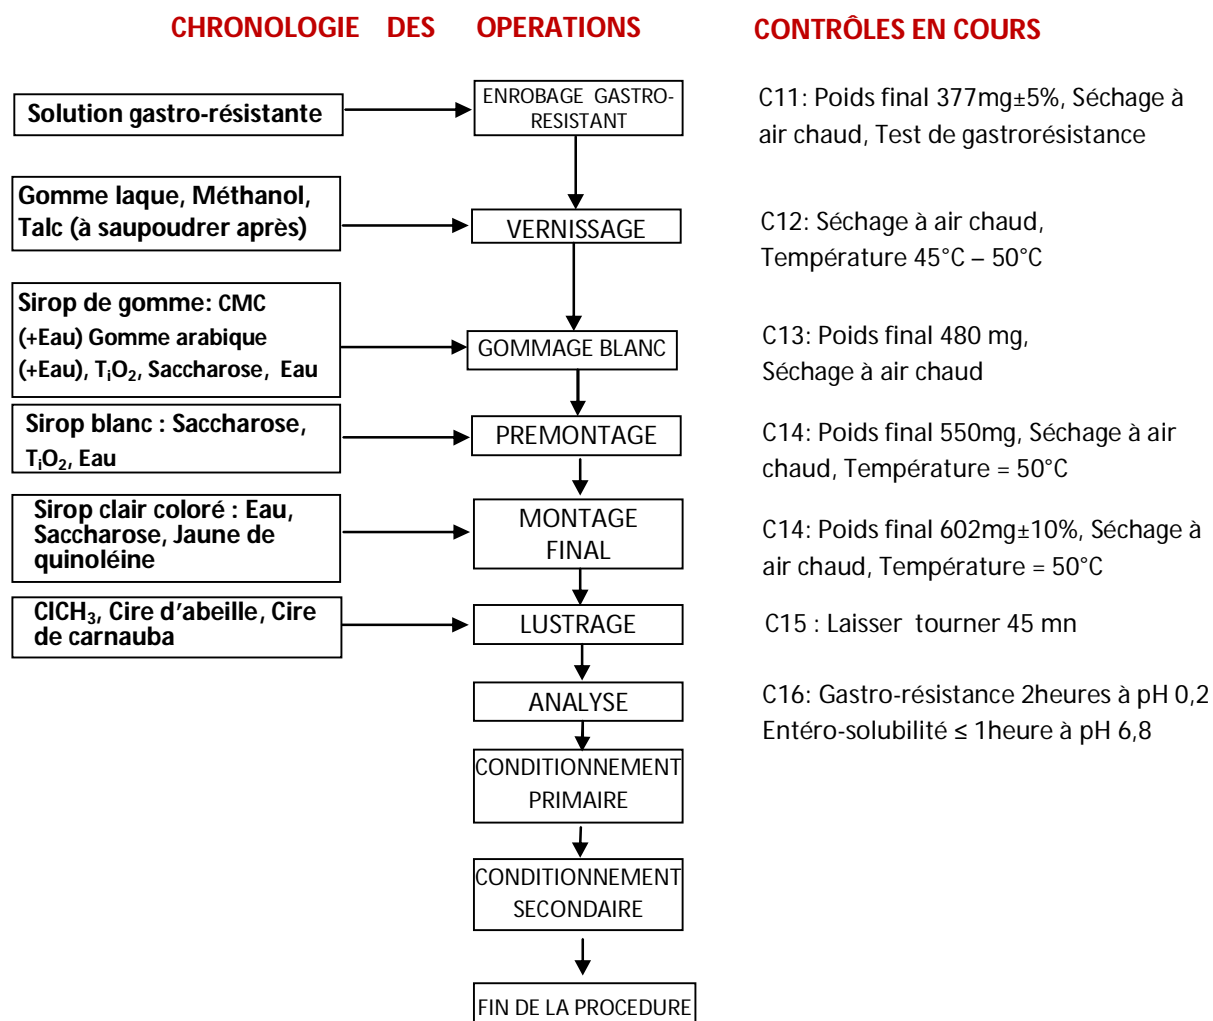 CHRONOLOGIE DES OPERATIONS
CONTRÔLES EN COURS
Solution gastro-résistante
ENROBAGE GASTRO-
RESISTANT
C11: Poids final 377mg±5%, Séchage à
air chaud, Test de gastrorésistance
Gomme laque, Méthanol,
Talc (à saupoudrer après)
VERNISSAGE
C12: Séchage à air chaud,
Température 45°C – 50°C
Sirop de gomme: CMC
(+Eau) Gomme arabique
(+Eau), TiO2, Saccharose, Eau
GOMMAGE BLANC
C13: Poids final 480 mg,
Séchage à air chaud
Sirop blanc : Saccharose,
TiO2, Eau
PREMONTAGE
C14: Poids final 550mg, Séchage à air
chaud, Température = 50°C
Sirop clair coloré : Eau,
Saccharose, Jaune de
quinoléine
MONTAGE
FINAL
C14: Poids final 602mg±10%, Séchage à
air chaud, Température = 50°C
ClCH3, Cire d'abeille, Cire
de carnauba
LUSTRAGE
C15 : Laisser tourner 45 mn
ANALYSE
C16: Gastro-résistance 2heures à pH 0,2
Entéro-solubilité ≤ 1heure à pH 6,8
CONDITIONNEMENT
PRIMAIRE
CONDITIONNEMENT
SECONDAIRE
FIN DE LA PROCEDURE